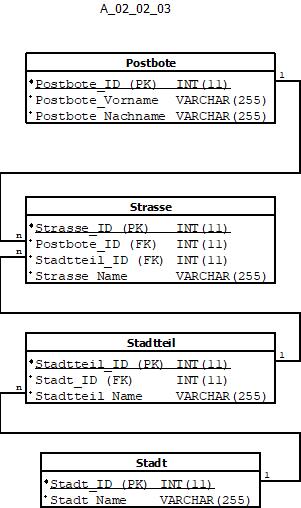 A_02_02_03
Postbote
1
Postbote_ID (PK) INT(11)
Postbote_Vorname VARCHAR(255)
Postbote_Nachname VARCHAR(255)
Strasse
Strasse_ID (PK) INT(11)
n
Postbote_ID (FK) INT(11)
n
Stadtteil_ID (FK) INT(11)
Strasse_Name VARCHAR(255)
Stadtteil
1
Stadtteil_ID (PK) INT(11)
Stadt_ID (FK) INT(11)
n
Stadtteil_Name VARCHAR(255)
Stadt
1
Stadt_ID (PK) INT(11)
Stadt_Name VARCHAR(255)